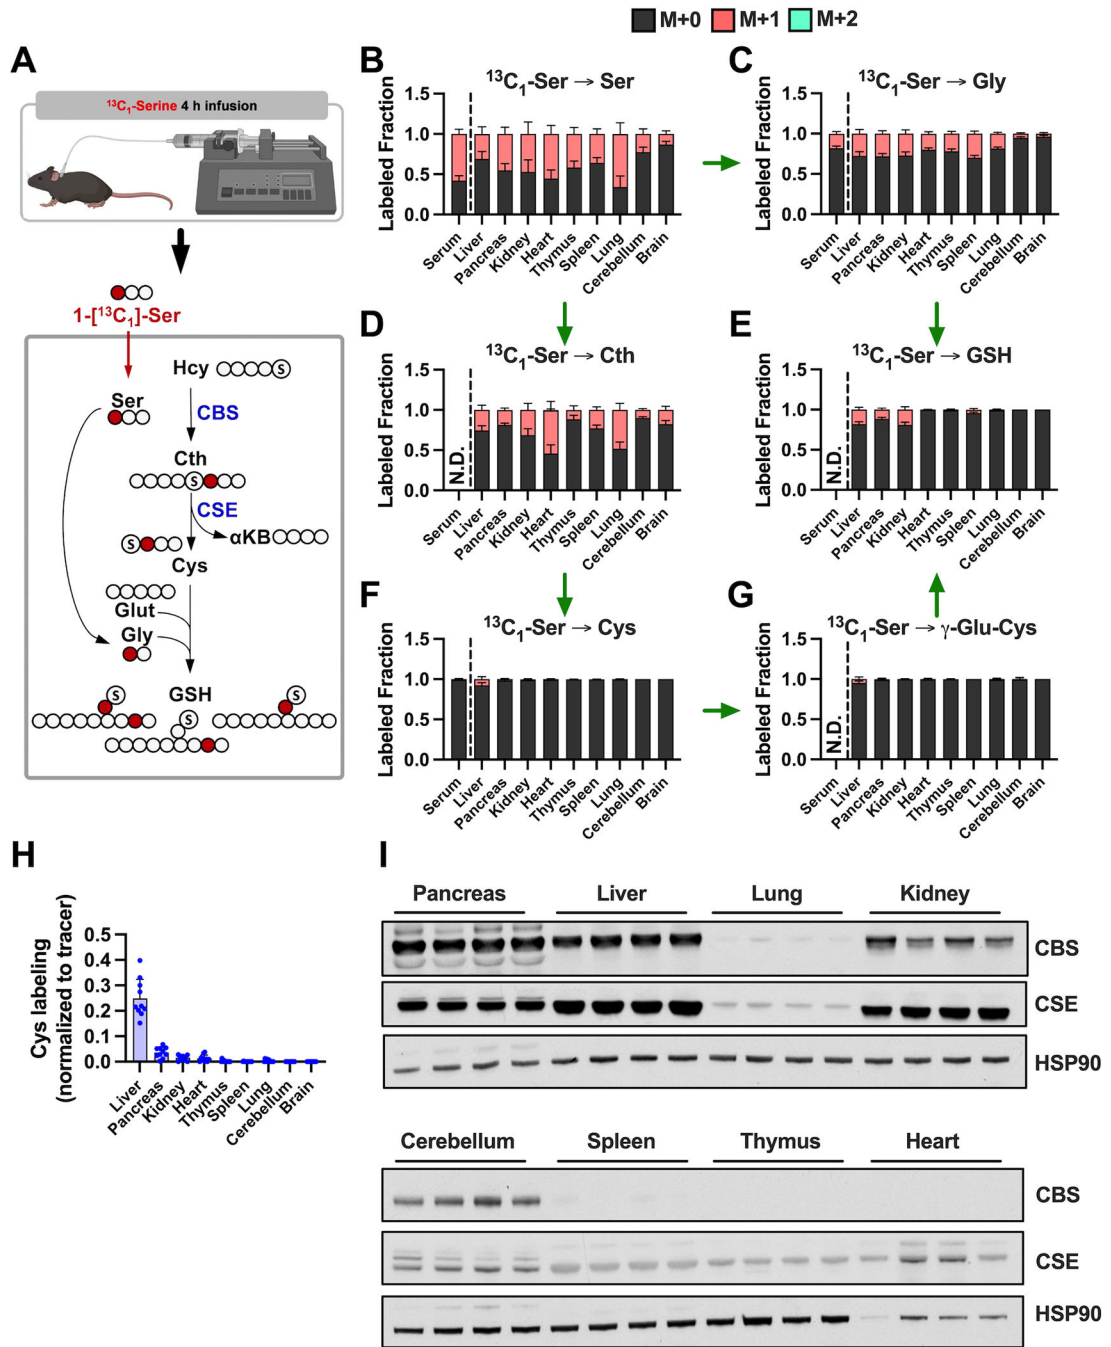 M+0 M+1 M+2
A
¹³C₁-Serine 4 h infusion
1-[¹³C₁]-Ser
Hcy
S
Ser
CBS
Cth
S
CSE
αKB
S
Cys
Glut
Gly
GSH
S
S
S
B
¹³C₁-Ser → Ser
Labeled Fraction
1.5
1.0
0.5
0.0
Serum
Liver
Pancreas
Kidney
Heart
Thymus
Spleen
Lung
Cerebellum
Brain
C
¹³C₁-Ser → Gly
Labeled Fraction
1.5
1.0
0.5
0.0
Serum
Liver
Pancreas
Kidney
Heart
Thymus
Spleen
Lung
Cerebellum
Brain
D
¹³C₁-Ser → Cth
Labeled Fraction
1.5
1.0
0.5
0.0
N.D.
Serum
Liver
Pancreas
Kidney
Heart
Thymus
Spleen
Lung
Cerebellum
Brain
E
¹³C₁-Ser → GSH
Labeled Fraction
1.5
1.0
0.5
0.0
N.D.
Serum
Liver
Pancreas
Kidney
Heart
Thymus
Spleen
Lung
Cerebellum
Brain
F
¹³C₁-Ser → Cys
Labeled Fraction
1.5
1.0
0.5
0.0
Serum
Liver
Pancreas
Kidney
Heart
Thymus
Spleen
Lung
Cerebellum
Brain
G
¹³C₁-Ser → γ-Glu-Cys
Labeled Fraction
1.5
1.0
0.5
0.0
N.D.
Serum
Liver
Pancreas
Kidney
Heart
Thymus
Spleen
Lung
Cerebellum
Brain
H
Cys labeling
(normalized to tracer)
0.5
0.4
0.3
0.2
0.1
0.0
Liver
Pancreas
Kidney
Heart
Thymus
Spleen
Lung
Cerebellum
Brain
I
Pancreas Liver Lung Kidney
CBS
CSE
HSP90
Cerebellum Spleen Thymus Heart
CBS
CSE
HSP90